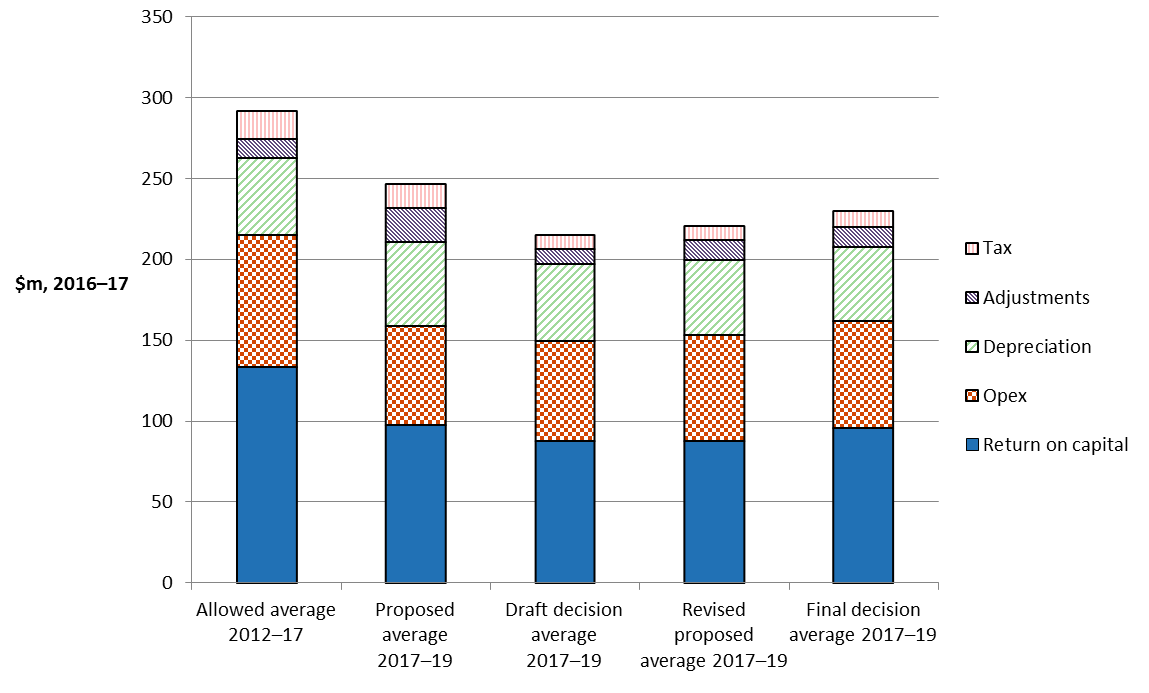 350
300
250
200
150
100
50
0
$m, 2016–17
Allowed average
2012–17
Proposed
average
2017–19
Draft decision
average
2017–19
Revised
proposed
average 2017–19
Final decision
average 2017–19
Tax
Adjustments
Depreciation
Opex
Return on capital